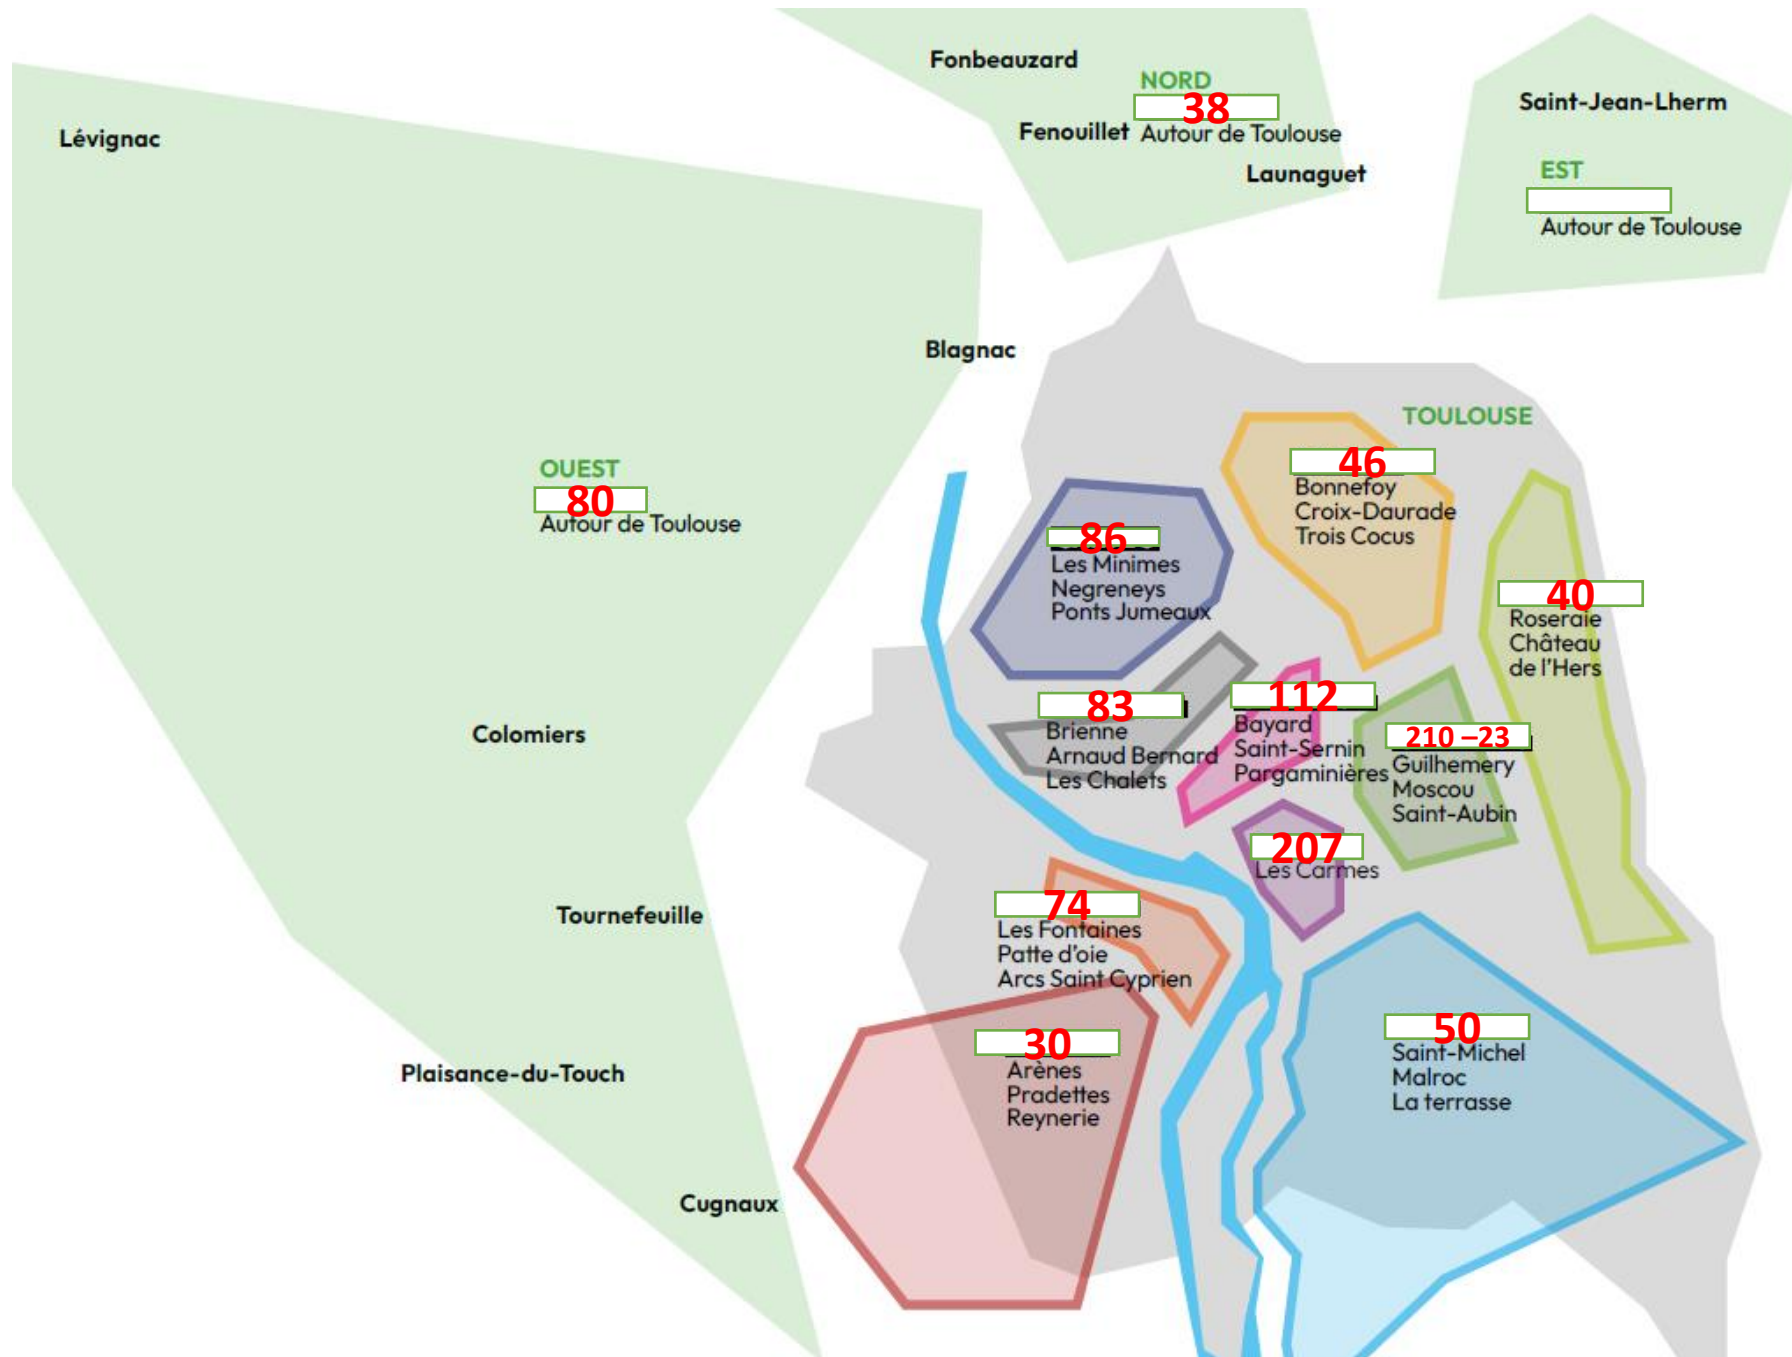 Fonbeauzard
NORD
38
Fenouillet
Autour de Toulouse
Launaguet
Saint-Jean-Lherm
EST
Autour de Toulouse
Lévignac
Blagnac
TOULOUSE
OUEST
80
Autour de Toulouse
46
Bonnefoy
Croix-Daurade
Trois Cocus
86
Les Minimes
Negreneys
Ponts Jumeaux
40
Roseraie
Château
de l'Hers
83
Brienne
Arnaud Bernard
Les Chalets
112
Bayard
Saint-Sernin
Pargaminières
210 –23
Guilhemery
Moscou
Saint-Aubin
Colomiers
207
Les Carmes
Tournefeuille
74
Les Fontaines
Patte d'oie
Arcs Saint Cyprien
30
Arènes
Pradettes
Reynerie
50
Saint-Michel
Malroc
La terrasse
Plaisance-du-Touch
Cugnaux